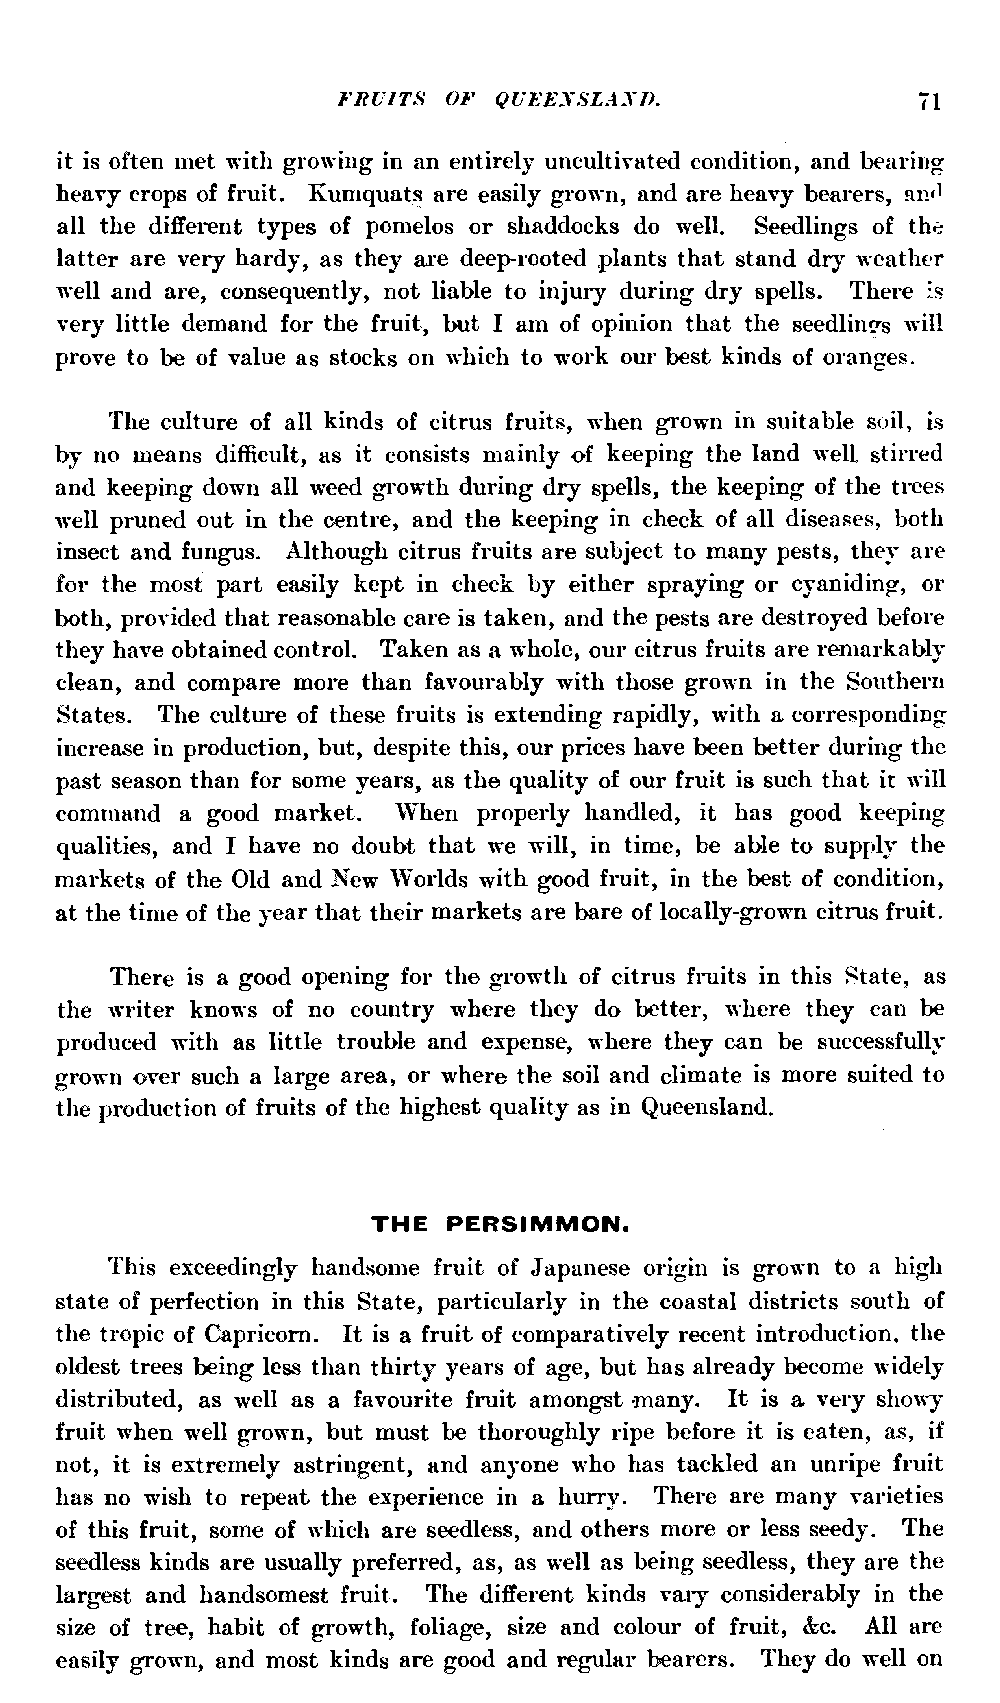 FRUITS OF QUEENSLAND. 71
it is often met with growing in an entirely uncultivated condition, and bearing
heavy crops of fruit. Kumquats are easily grown, and are heavy bearers, and
all the different types of pomelos or shaddocks do well. Seedlings of the
latter are very hardy, as they are deep-rooted plants that stand dry weather
well and are, consequently, not liable to injury during dry spells. There is
very little demand for the fruit, but I am of opinion that the seedlings will
prove to be of value as stocks on which to work our best kinds of oranges.
The culture of all kinds of citrus fruits, when grown in suitable soil, is
by no means difficult, as it consists mainly of keeping the land well stirred
and keeping down all weed growth during dry spells, the keeping of the trees
well pruned out in the centre, and the keeping in check of all diseases, both
insect and fungus. Although citrus fruits are subject to many pests, they are
for the most part easily kept in check by either spraying or cyaniding, or
both, provided that reasonable care is taken, and the pests are destroyed before
they have obtained control. Taken as a whole, our citrus fruits are remarkably
clean, and compare more than favourably with those grown in the Southern
States. The culture of these fruits is extending rapidly, with a corresponding
increase in production, but, despite this, our prices have been better during the
past season than for some years, as the quality of our fruit is such that it will
command a good market. When properly handled, it has good keeping
qualities, and I have no doubt that we will, in time, be able to supply the
markets of the Old and New Worlds with good fruit, in the best of condition,
at the time of the year that their markets are bare of locally-grown citrus fruit.
There is a good opening for the growth of citrus fruits in this State, as
the writer knows of no country where they do better, where they can be
produced with as little trouble and expense, where they can be successfully
grown over such a large area, or where the soil and climate is more suited to
the production of fruits of the highest quality as in Queensland.
THE PERSIMMON.
This exceedingly handsome fruit of Japanese origin is grown to a high
state of perfection in this State, particularly in the coastal districts south of
the tropic of Capricorn. It is a fruit of comparatively recent introduction, the
oldest trees being less than thirty years of age, but has already become widely
distributed, as well as a favourite fruit amongst many. It is a very showy
fruit when well grown, but must be thoroughly ripe before it is eaten, as, if
not, it is extremely astringent, and anyone who has tackled an unripe fruit
has no wish to repeat the experience in a hurry. There are many varieties
of this fruit, some of which are seedless, and others more or less seedy. The
seedless kinds are usually preferred, as, as well as being seedless, they are the
largest and handsomest fruit. The different kinds vary considerably in the
size of tree, habit of growth, foliage, size and colour of fruit, &c. All are
easily grown, and most kinds are good and regular bearers. They do well on